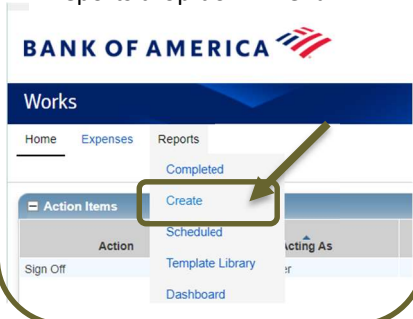 BANK OF AMERICA
Works
Home Expenses Reports
Completed
Action Items
Create
Scheduled
Action
Acting As
Sign Off
Template Library
Dashboard